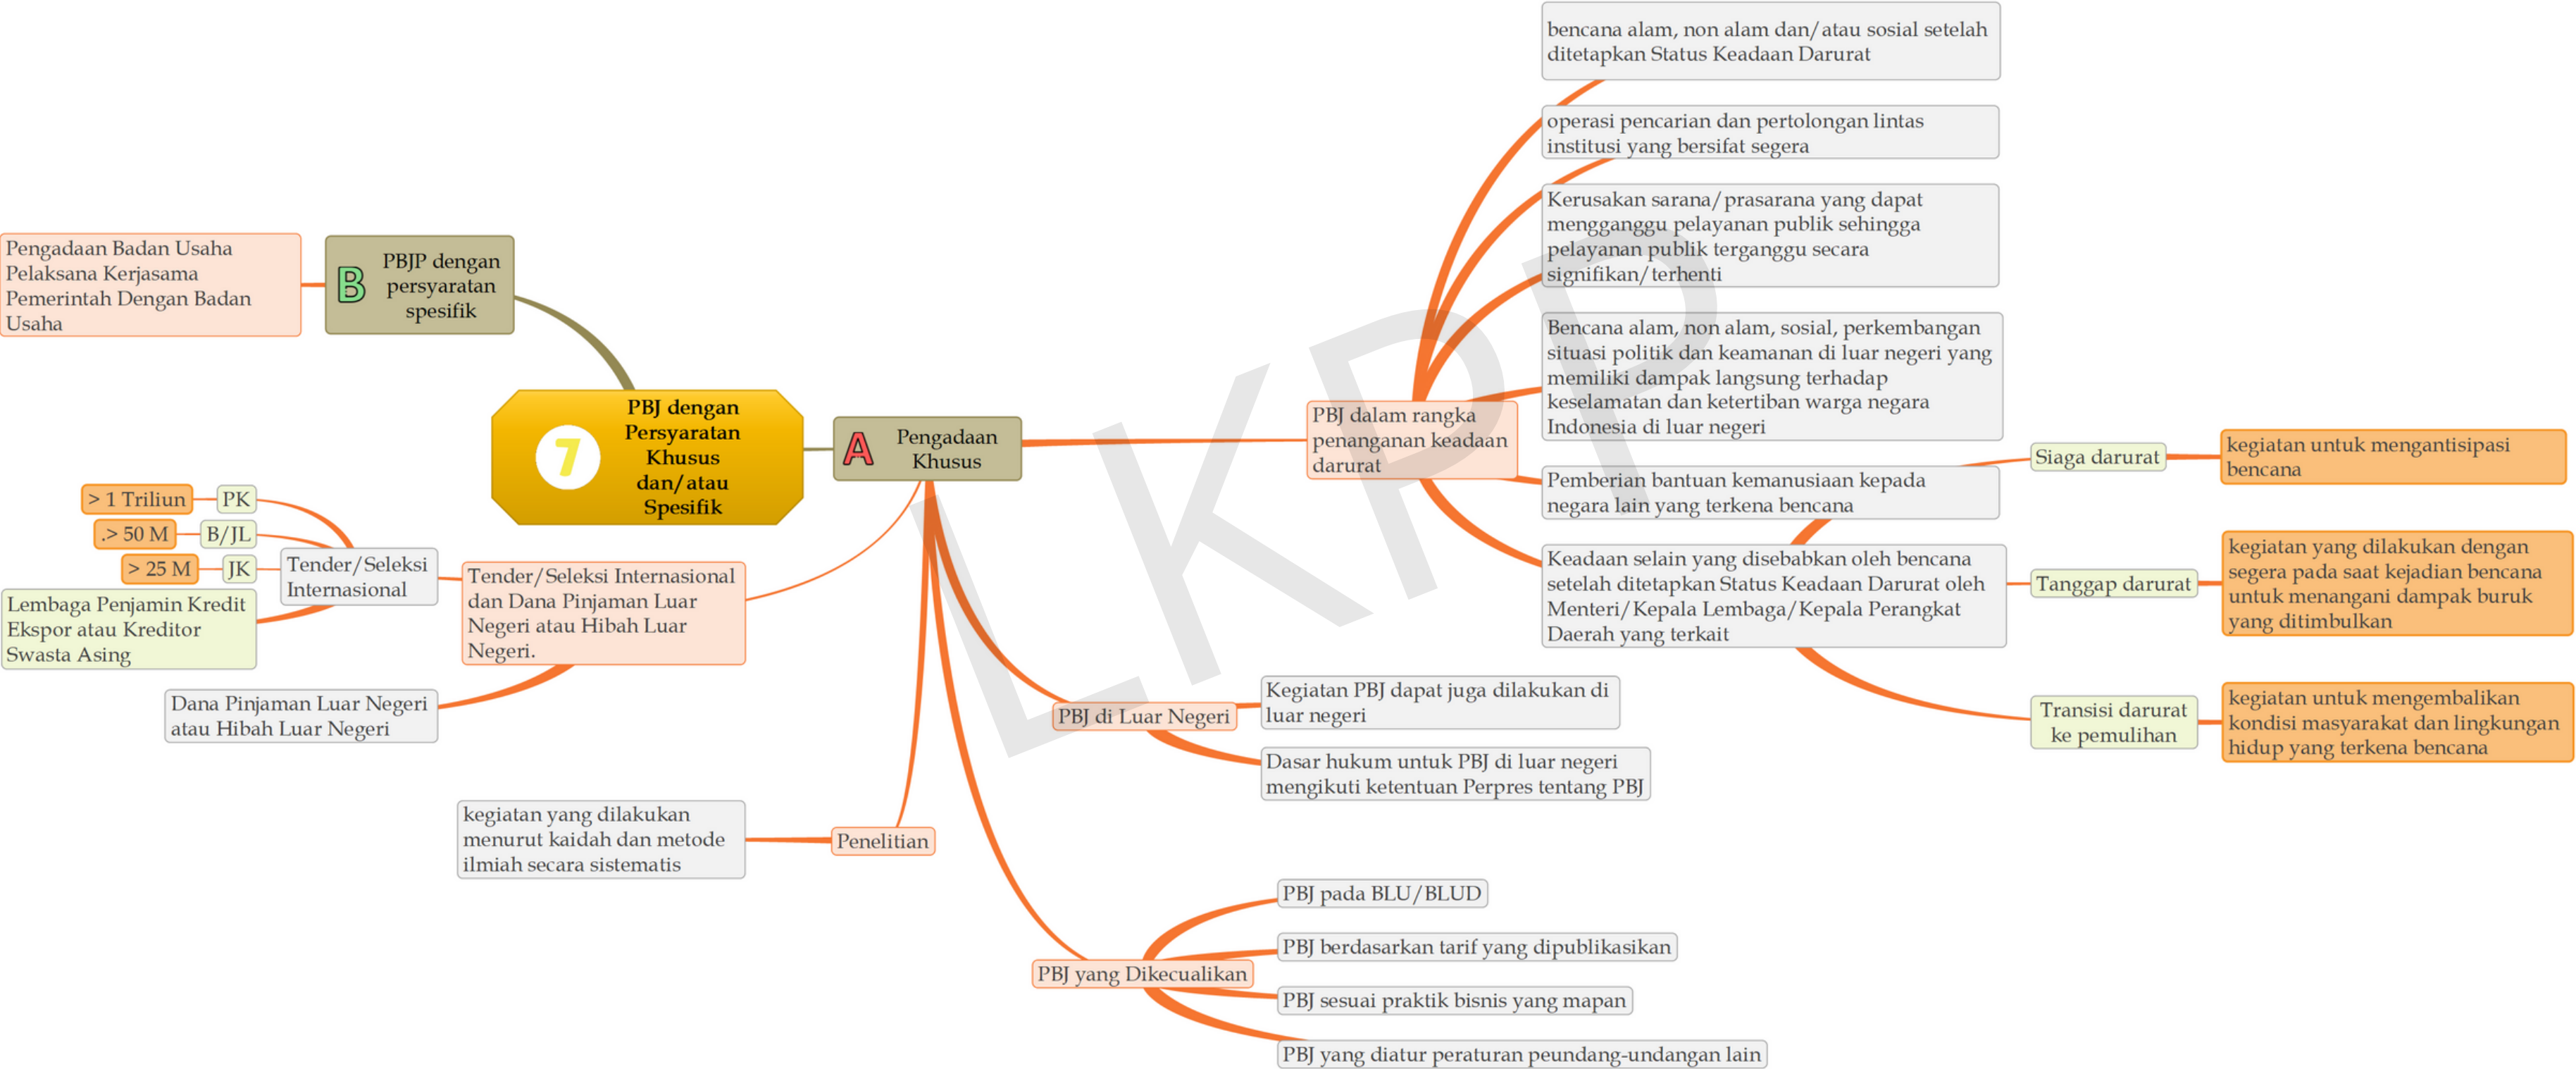 7
PBJ dengan
Persyaratan
Khusus
dan/atau
Spesifik
A
Pengadaan
Khusus
PBJ dalam rangka
penanganan keadaan
darurat
bencana alam, non alam dan/atau sosial setelah
ditetapkan Status Keadaan Darurat
operasi pencarian dan pertolongan lintas
institusi yang bersifat segera
Kerusakan sarana/prasarana yang dapat
mengganggu pelayanan publik sehingga
pelayanan publik terganggu secara
signifikan/terhenti
Bencana alam, non alam, sosial, perkembangan
situasi politik dan keamanan di luar negeri yang
memiliki dampak langsung terhadap
keselamatan dan ketertiban warga negara
Indonesia di luar negeri
Pemberian bantuan kemanusiaan kepada
negara lain yang terkena bencana
Keadaan selain yang disebabkan oleh bencana
setelah ditetapkan Status Keadaan Darurat oleh
Menteri/Kepala Lembaga/Kepala Perangkat
Daerah yang terkait
Siaga darurat
kegiatan untuk mengantisipasi
bencana
Tanggap darurat
kegiatan yang dilakukan dengan
segera pada saat kejadian bencana
untuk menangani dampak buruk
yang ditimbulkan
Transisi darurat
ke pemulihan
kegiatan untuk mengembalikan
kondisi masyarakat dan lingkungan
hidup yang terkena bencana
PBJ di Luar Negeri
Kegiatan PBJ dapat juga dilakukan di
luar negeri
Dasar hukum untuk PBJ di luar negeri
mengikuti ketentuan Perpres tentang PBJ
PBJ yang Dikecualikan
PBJ pada BLU/BLUD
PBJ berdasarkan tarif yang dipublikasikan
PBJ sesuai praktik bisnis yang mapan
PBJ yang diatur peraturan peundang-undangan lain
Penelitian
kegiatan yang dilakukan
menurut kaidah dan metode
ilmiah secara sistematis
Tender/Seleksi Internasional
dan Dana Pinjaman Luar
Negeri atau Hibah Luar
Negeri.
Tender/Seleksi
Internasional
PK
> 1 Triliun
B/JL
.> 50 M
JK
> 25 M
Lembaga Penjamin Kredit
Ekspor atau Kreditor
Swasta Asing
Dana Pinjaman Luar Negeri
atau Hibah Luar Negeri
B
PBJP dengan
persyaratan
spesifik
Pengadaan Badan Usaha
Pelaksana Kerjasama
Pemerintah Dengan Badan
Usaha
LKPP